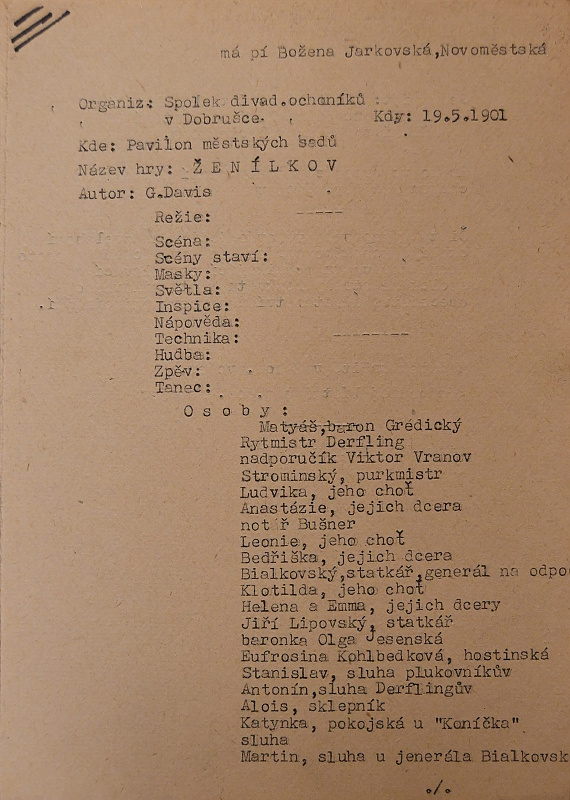 má pí Božena Jarkovská,Novoměstská
Organiz.: Spolek divad.ochoníků
v Dobrušce. Kdy: 19.5.1901
Kde: Pavilon městských sadů
Název hry: Ž E N Í L K O V
Autor: G.Davis
Režie: -----
Scéna:
Scény staví:
Masky:
Světla:
Inspice:
Nápověda:
Technika: --------
Hudba:
Zpěv:
Tanec:
O s o b y :
Matyáš,baron Grédický
Rytmistr Derfling
nadporučík Viktor Vranov
Strominský, purkmistr
Ludvika, jeho choť
Anastázie, jejich dcera
not ř Bušner
Leonie, jeho choť
Bedřiška, jejich dcera
Bialkovský,statkář,generál na odpo
Klotilda, jeho choť
Helena a Emma, jejich dcery
Jiří Lipovský, statkář
baronka Olga Jesenská
Eufrosina Kohlbedková, hostinská
Stanislav, sluha plukovníkův
Antonín,sluha Derflingův
Alois, sklepník
Katynka, pokojská u "Koníčka"
sluha
Martin, sluha u jenerála Bialkovsk
./.